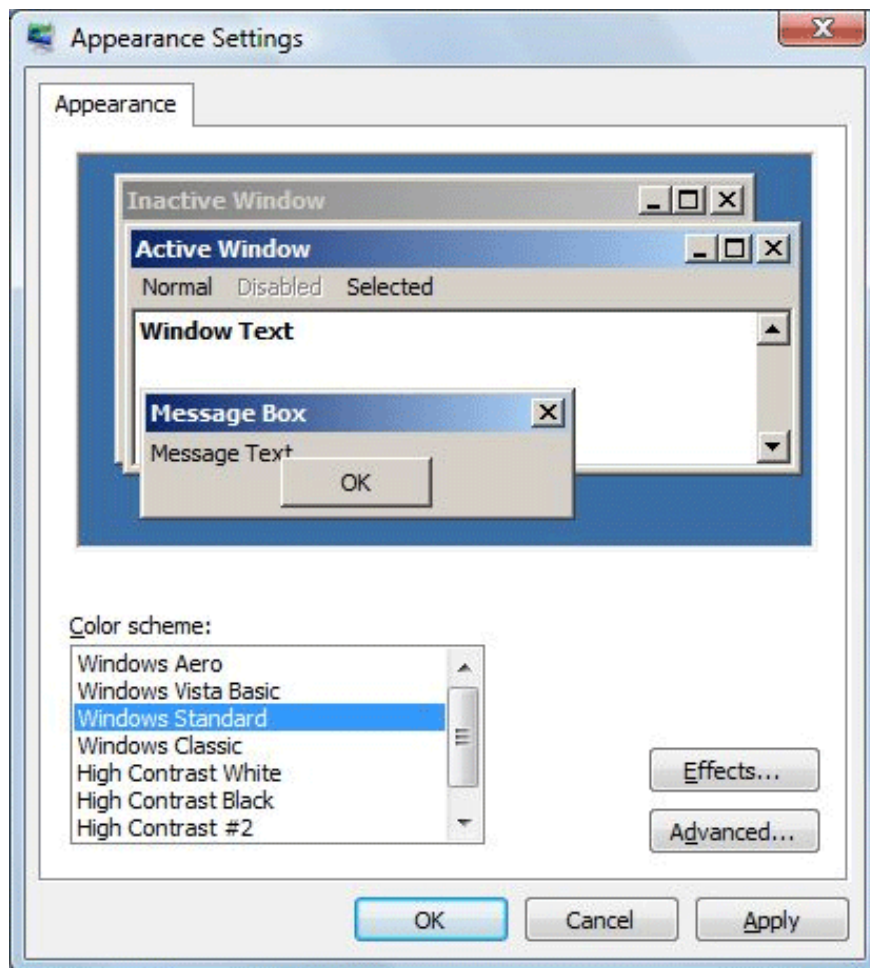 Appearance Settings
Appearance
Inactive Window
Active Window
Normal Disabled Selected
Window Text
Message Box
Message Text
OK
Color scheme:
Windows Aero
Windows Vista Basic
Windows Standard
Windows Classic
High Contrast White
High Contrast Black
High Contrast #2
Effects...
Advanced...
OK Cancel Apply